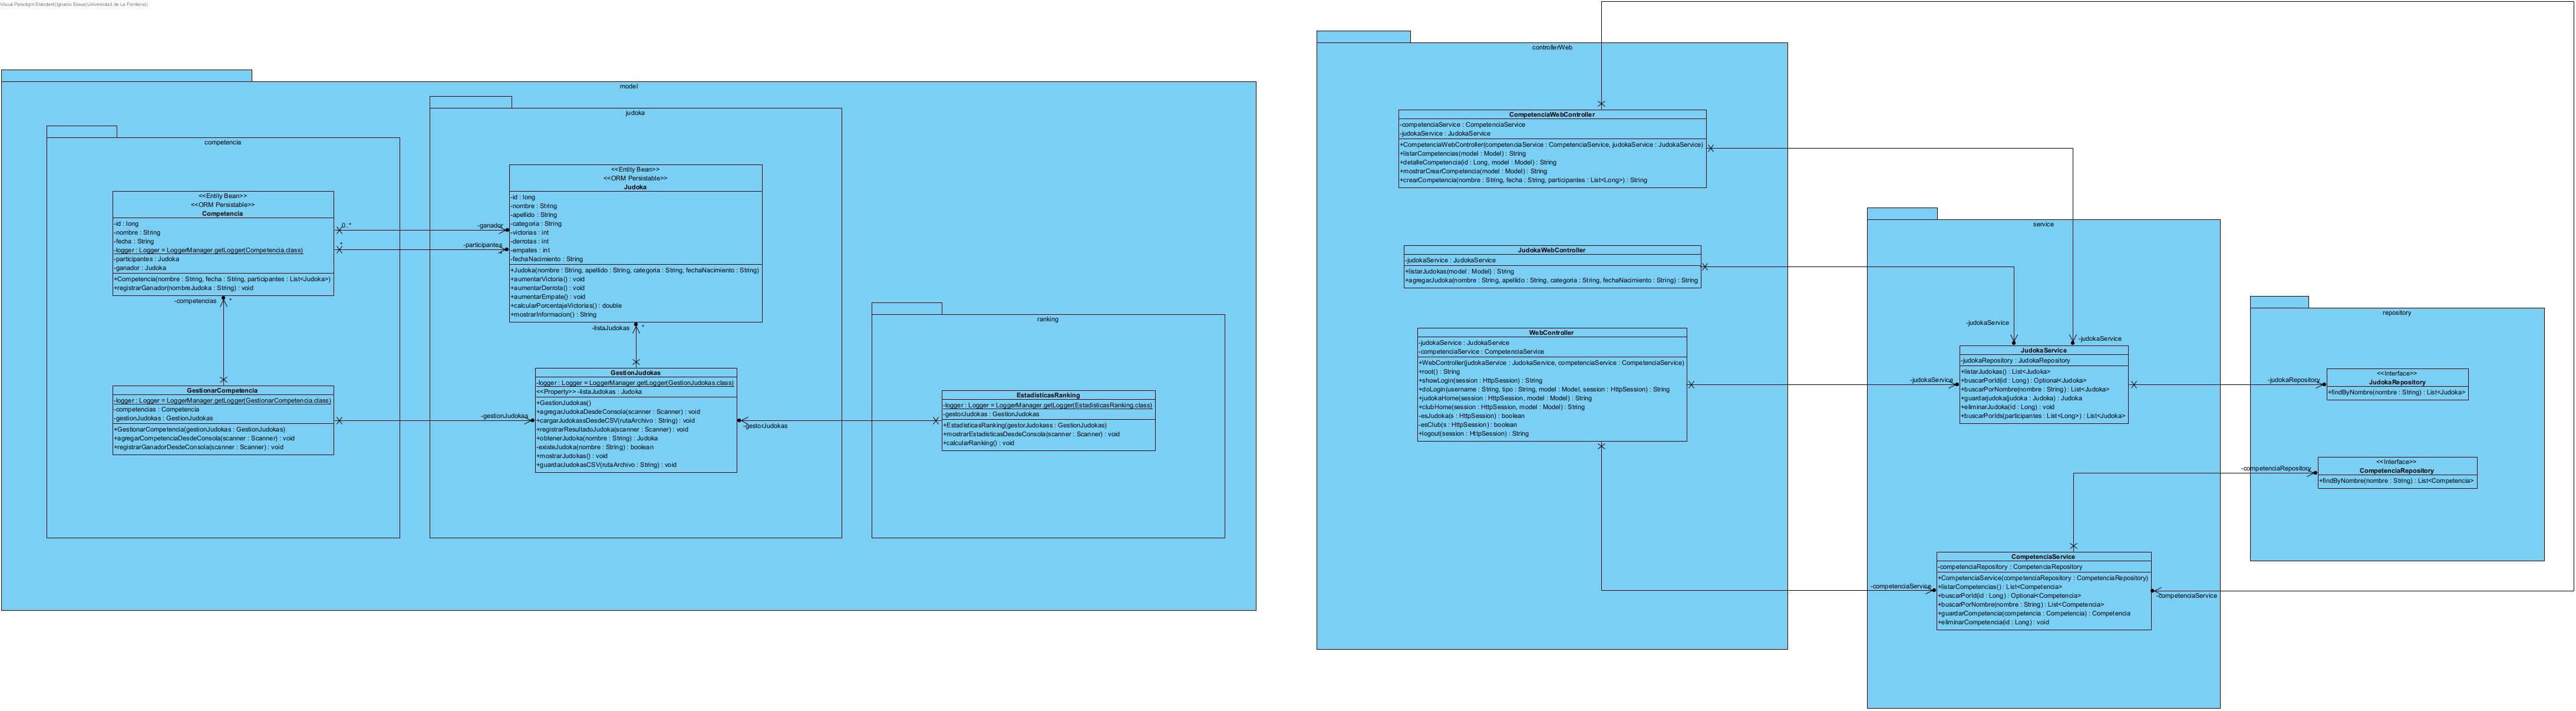 Visual Paradigm Standard(Ignacio Essus(Universidad de La Frontera))
model
competencia
<<Entity Bean>>
<<ORM Persistable>>
Competencia
-id : long
-nombre : String
-fecha : String
-logger : Logger = LoggerManager.getLogger(Competencia.class)
-participantes : Judoka
-ganador : Judoka
+Competencia(nombre : String, fecha : String, participantes : List<Judoka>)
+registrarGanador(nombreJudoka : String) : void
-competencias
*
0..*
*
-ganador
-participantes
GestionarCompetencia
-logger : Logger = LoggerManager.getLogger(GestionarCompetencia.class)
-competencias : Competencia
-gestionJudokas : GestionJudokas
+GestionarCompetencia(gestionJudokas : GestionJudokas)
+agregarCompetenciaDesdeConsola(scanner : Scanner) : void
+registrarGanadorDesdeConsola(scanner : Scanner) : void
-gestionJudokas
judoka
<<Entity Bean>>
<<ORM Persistable>>
Judoka
-id : long
-nombre : String
-apellido : String
-categoria : String
-victorias : int
-derrotas : int
-empates : int
-fechaNacimiento : String
+Judoka(nombre : String, apellido : String, categoria : String, fechaNacimiento : String)
+aumentarVictoria() : void
+aumentarDerrota() : void
+aumentarEmpate() : void
+calcularPorcentajeVictorias() : double
+mostrarInformacion() : String
-listaJudokas
*
GestionJudokas
-logger : Logger = LoggerManager.getLogger(GestionJudokas.class)
<<Property>> -listaJudokas : Judoka
+GestionJudokas()
+agregarJudokaDesdeConsola(scanner : Scanner) : void
+cargarJudokassDesdeCSV(rutaArchivo : String) : void
+registrarResultadoJudoka(scanner : Scanner) : void
+obtenerJudoka(nombre : String) : Judoka
-existeJudoka(nombre : String) : boolean
+mostrarJudokas() : void
+guardarJudokasCSV(rutaArchivo : String) : void
-gestorJudokas
ranking
EstadisticasRanking
-logger : Logger = LoggerManager.getLogger(EstadisticasRanking.class)
-gestorJudokas : GestionJudokas
+EstadisticasRanking(gestorJudokass : GestionJudokas)
+mostrarEstadisticasDesdeConsola(scanner : Scanner) : void
+calcularRanking() : void
controllerWeb
CompetenciaWebController
-competenciaService : CompetenciaService
-judokaService : JudokaService
+CompetenciaWebController(competenciaService : CompetenciaService, judokaService : JudokaService)
+listarCompetencias(model : Model) : String
+detalleCompetencia(id : Long, model : Model) : String
+mostrarCrearCompetencia(model : Model) : String
+crearCompetencia(nombre : String, fecha : String, participantes : List<Long>) : String
JudokaWebController
-judokaService : JudokaService
+listarJudokas(model : Model) : String
+agregarJudoka(nombre : String, apellido : String, categoria : String, fechaNacimiento : String) : String
WebController
-judokaService : JudokaService
-competenciaService : CompetenciaService
+WebController(judokaService : JudokaService, competenciaService : CompetenciaService)
+root() : String
+showLogin(session : HttpSession) : String
+doLogin(username : String, tipo : String, model : Model, session : HttpSession) : String
+judokaHome(session : HttpSession, model : Model) : String
+clubHome(session : HttpSession, model : Model) : String
-esJudoka(s : HttpSession) : boolean
-esClub(s : HttpSession) : boolean
+logout(session : HttpSession) : String
service
-judokaService
-judokaService
-judokaService
JudokaService
-judokaRepository : JudokaRepository
+listarJudokas() : List<Judoka>
+buscarPorId(id : Long) : Optional<Judoka>
+buscarPorNombre(nombre : String) : List<Judoka>
+guardarJudoka(judoka : Judoka) : Judoka
+eliminarJudoka(id : Long) : void
+buscarPorIds(participantes : List<Long>) : List<Judoka>
-competenciaService
-competenciaService
CompetenciaService
-competenciaRepository : CompetenciaRepository
+CompetenciaService(competenciaRepository : CompetenciaRepository)
+listarCompetencias() : List<Competencia>
+buscarPorId(id : Long) : Optional<Competencia>
+buscarPorNombre(nombre : String) : List<Competencia>
+guardarCompetencia(competencia : Competencia) : Competencia
+eliminarCompetencia(id : Long) : void
repository
-judokaRepository
<<Interface>>
JudokaRepository
+findByNombre(nombre : String) : List<Judoka>
-competenciaRepository
<<Interface>>
CompetenciaRepository
+findByNombre(nombre : String) : List<Competencia>